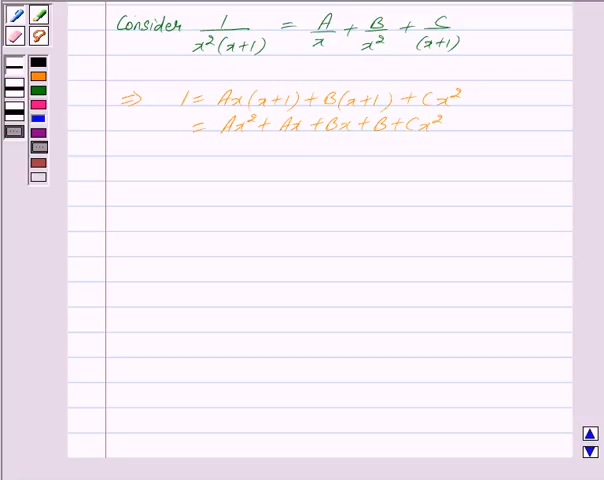 Consider 1/x²(x+1) = A/x + B/x² + C/(x+1)
⇒ 1 = Ax(x+1) + B(x+1) + Cx²
= Ax² + Ax + Bx + B + Cx²